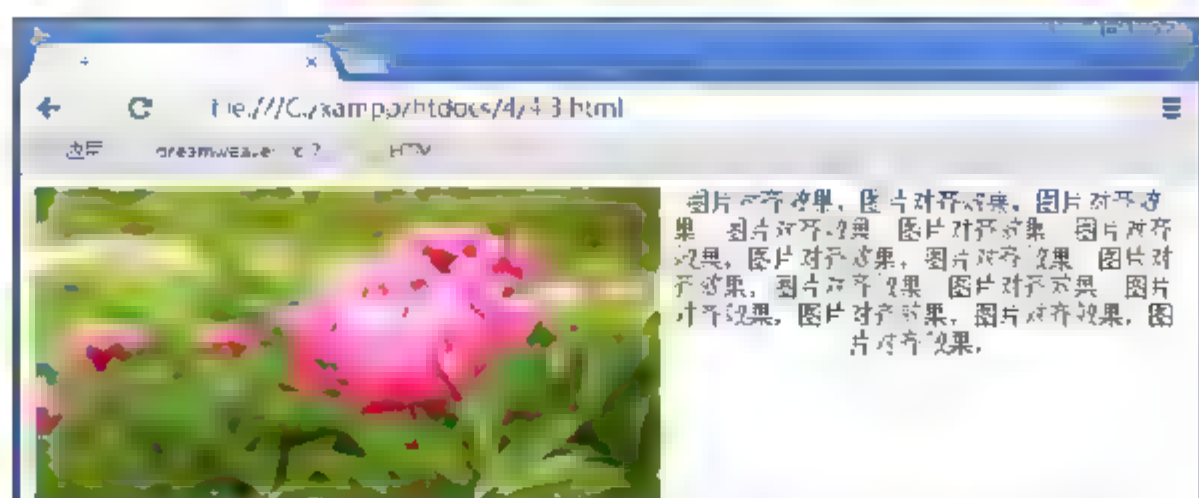 file:///C:/xampp/htdocs/4/4-3.html
应用 dreamweaver HTM
图片对齐效果，图片对齐效果，图片对齐效
果，图片对齐效果，图片对齐效果，图片对齐
效果，图片对齐效果，图片对齐效果，图片对
齐效果，图片对齐效果，图片对齐效果，图片
对齐效果，图片对齐效果，图片对齐效果，图
片对齐效果，